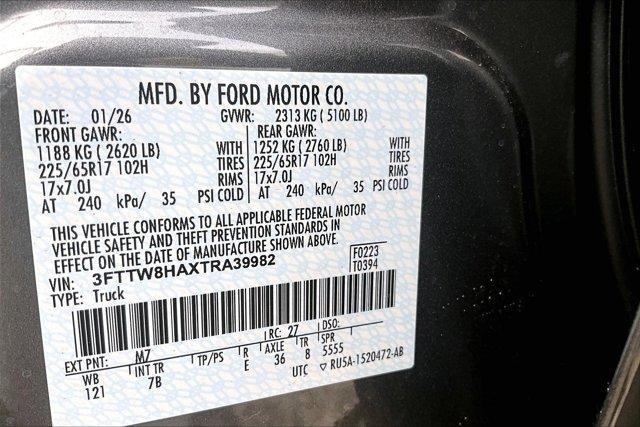 MFD. BY FORD MOTOR CO.
DATE: 01/26 GVWR: 2313 KG ( 5100 LB)
FRONT GAWR: REAR GAWR:
1188 KG ( 2620 LB) WITH 1252 KG ( 2760 LB) WITH
225/65R17 102H TIRES 225/65R17 102H TIRES
17x7.0J RIMS 17x7.0J RIMS
AT 240 kPa/ 35 PSI COLD AT 240 kPa/ 35 PSI COLD
THIS VEHICLE CONFORMS TO ALL APPLICABLE FEDERAL MOTOR
VEHICLE SAFETY AND THEFT PREVENTION STANDARDS IN
EFFECT ON THE DATE OF MANUFACTURE SHOWN ABOVE.
VIN: 3FTTW8HAXTRA39982 F0223
TYPE: Truck T0394
EXT PNT: M7 RC: 27 DSO:
WB INT TR TP/PS R AXLE TR SPR
121 7B E 36 8 5555
UTC ▽ RU5A-1520472-AB